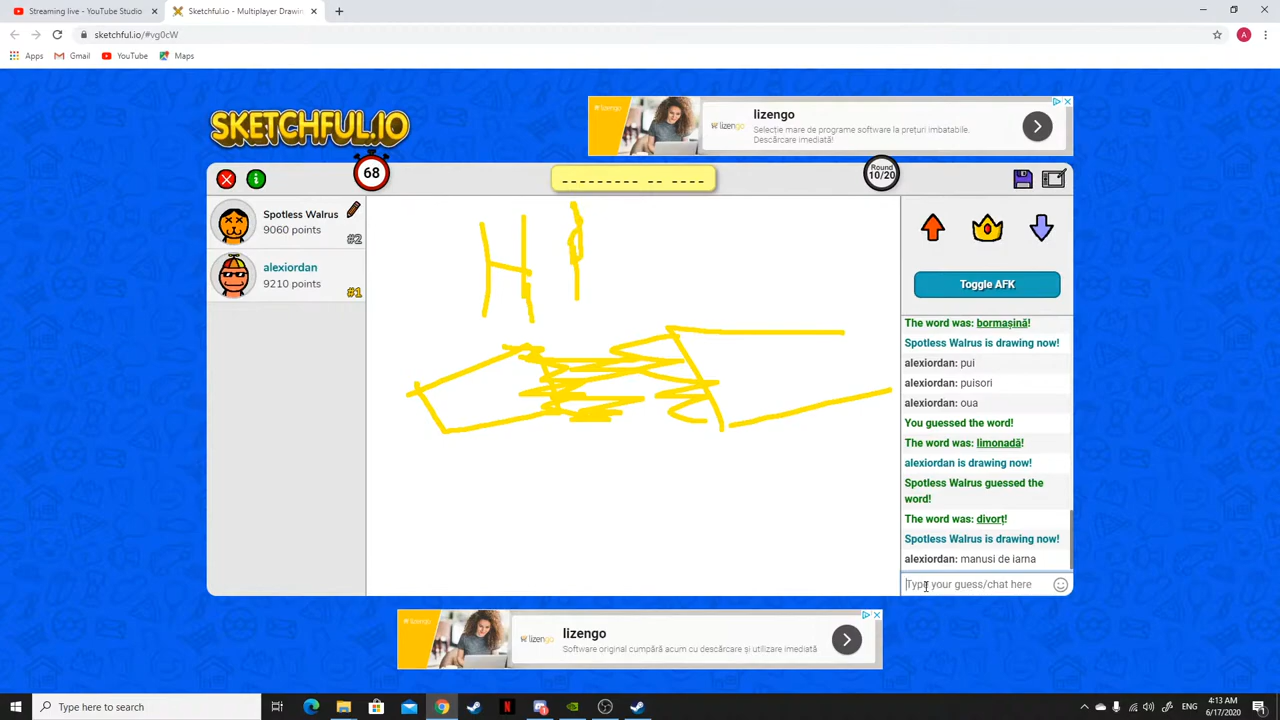 Streaming live - YouTube Studio
Sketchful.io - Multiplayer Drawin
sketchful.io/#vg0cW
A
Apps
Gmail
YouTube
Maps
SKETCHFUL.IO
lizengo
lizengo
Selecție mare de programe software la prețuri imbatabile.
Descărcare imediată!
68
_ _ _ _ _ _ _ _ _ _ _ _ _ _ _
Round
10/20
Spotless Walrus
9060 points
#2
alexiordan
9210 points
#1
HI
Toggle AFK
The word was: bormașină!
Spotless Walrus is drawing now!
alexiordan: pui
alexiordan: puisori
alexiordan: oua
You guessed the word!
The word was: limonadă!
alexiordan is drawing now!
Spotless Walrus guessed the
word!
The word was: divorț!
Spotless Walrus is drawing now!
alexiordan: manusi de iarna
Type your guess/chat here
lizengo
lizengo
Software original cumpără acum cu descărcare și utilizare imediată
Type here to search
ENG
4:13 AM
6/17/2020